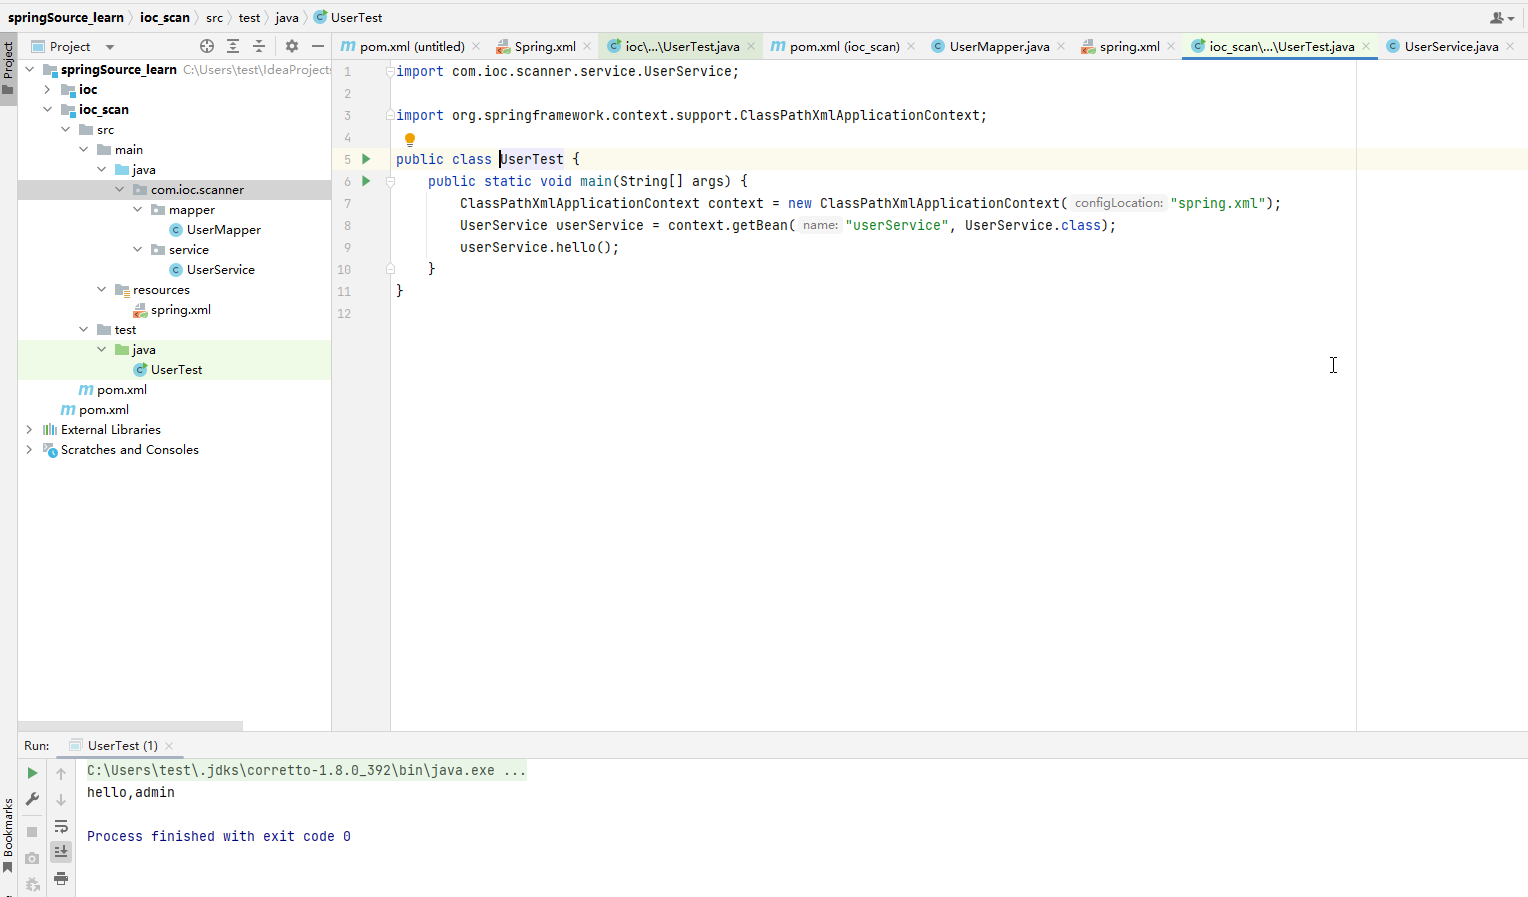 springSource_learn ioc_scan src test java UserTest
Project
Project
pom.xml (untitled) Spring.xml ioc\...\UserTest.java pom.xml (ioc_scan) UserMapper.java spring.xml ioc_scan\...\UserTest.java UserService.java
springSource_learn C:\Users\test\IdeaProjects
ioc
ioc_scan
src
main
java
com.ioc.scanner
mapper
UserMapper
service
UserService
resources
spring.xml
test
java
UserTest
pom.xml
pom.xml
External Libraries
Scratches and Consoles
1 import com.ioc.scanner.service.UserService;
2
3 import org.springframework.context.support.ClassPathXmlApplicationContext;
4
5 public class UserTest {
6 public static void main(String[] args) {
7 ClassPathXmlApplicationContext context = new ClassPathXmlApplicationContext( configLocation: "spring.xml");
8 UserService userService = context.getBean( name: "userService", UserService.class);
9 userService.hello();
10 }
11 }
12
Run: UserTest (1)
C:\Users\test\.jdks\corretto-1.8.0_392\bin\java.exe ...
hello,admin
Process finished with exit code 0
Bookmarks